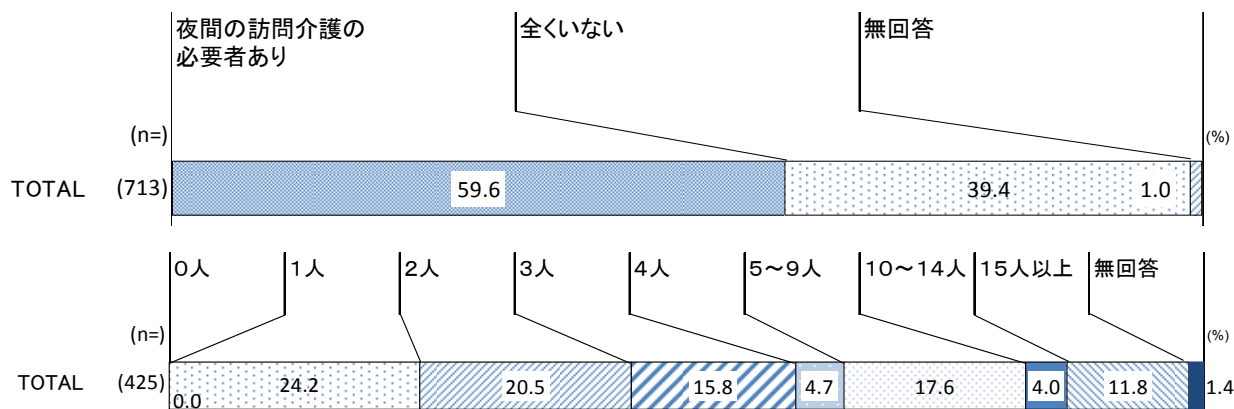 夜間の訪問介護の
必要者あり
全くいない
無回答
(n=)
(%)
TOTAL (713) 59.6 39.4 1.0
0人 1人 2人 3人 4人 5～9人 10～14人 15人以上 無回答
(n=)
(%)
TOTAL (425) 0.0 24.2 20.5 15.8 4.7 17.6 4.0 11.8 1.4